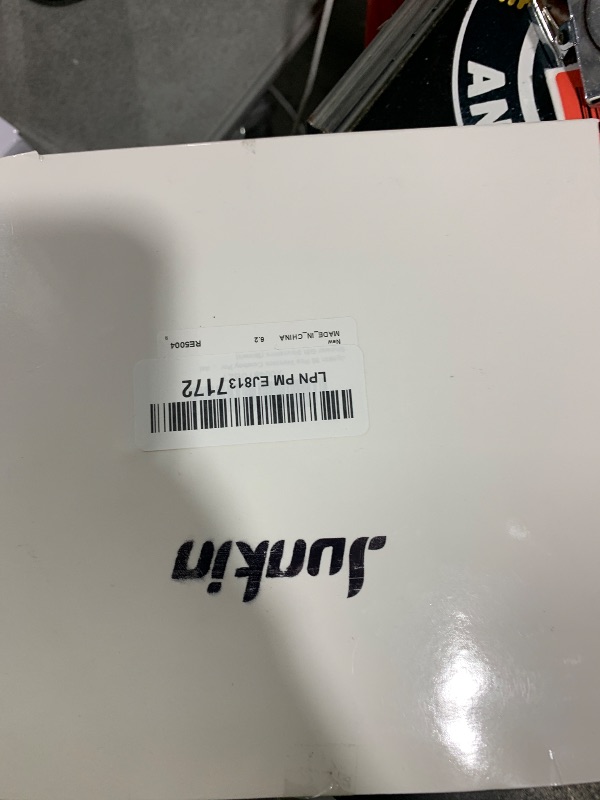 Junkin
LPN PM EJ8137172
New
MADE_IN_CHINA 6.2 RE5004
AN